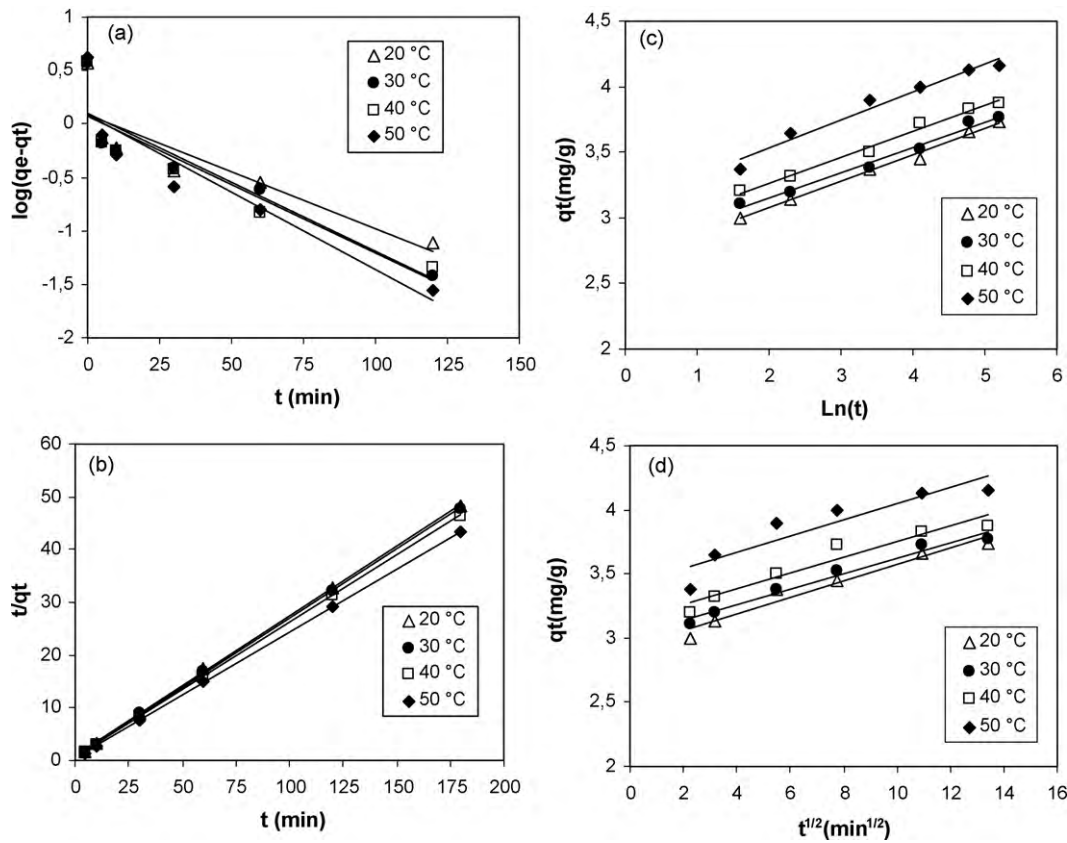 (a)
1
0,5
0
-0,5
-1
-1,5
-2
log(qe-qt)
0 25 50 75 100 125 150
t (min)
20 °C
30 °C
40 °C
50 °C
(c)
4,5
4
3,5
3
2,5
2
qt(mg/g)
0 1 2 3 4 5 6
Ln(t)
20 °C
30 °C
40 °C
50 °C
(b)
60
50
40
30
20
10
0
t/qt
0 25 50 75 100 125 150 175 200
t (min)
20 °C
30 °C
40 °C
50 °C
(d)
4,5
4
3,5
3
2,5
2
qt(mg/g)
0 2 4 6 8 10 12 14 16
t^1/2(min^1/2)
20 °C
30 °C
40 °C
50 °C